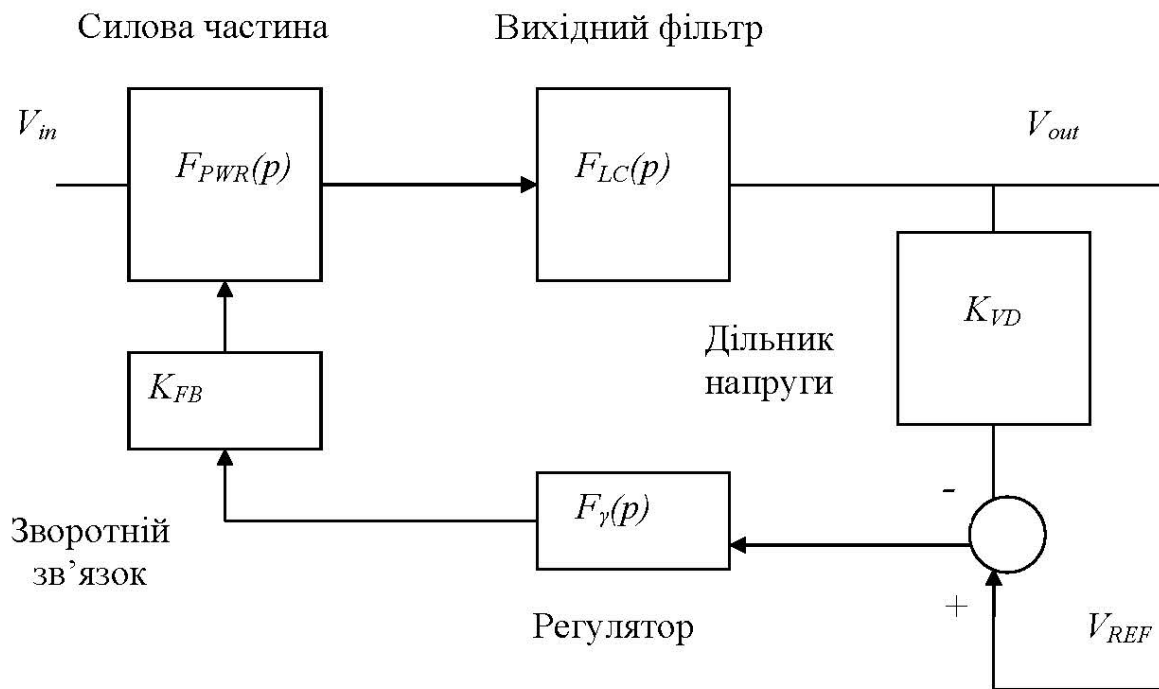 Силова частина
Вихідний фільтр
V_in
F_PWR(p)
F_LC(p)
V_out
K_VD
Дільник
напруги
K_FB
-
F_γ(p)
Зворотній
зв’язок
+
Регулятор
V_REF